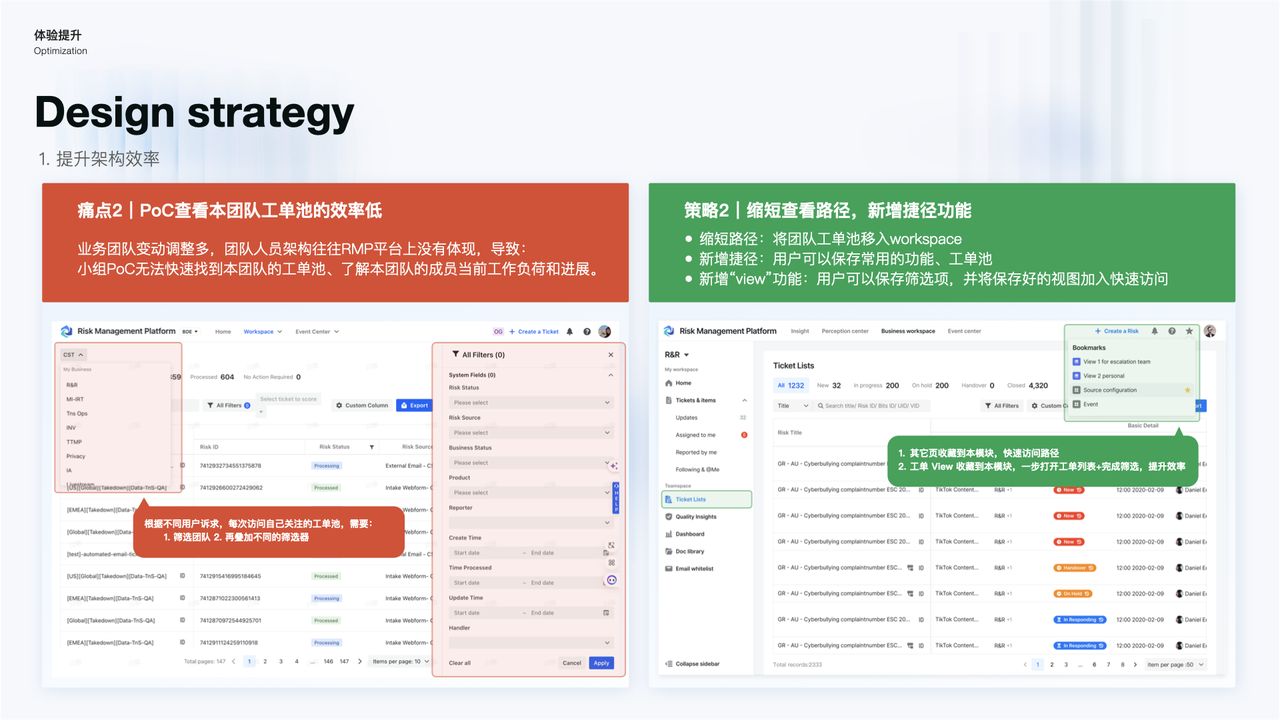 体验提升
Optimization
Design strategy
1. 提升架构效率
痛点2｜PoC查看本团队工单池的效率低
业务团队变动调整多，团队人员架构往往RMP平台上没有体现，导致：
小组PoC无法快速找到本团队的工单池、了解本团队的成员当前工作负荷和进展。
策略2｜缩短查看路径，新增捷径功能
缩短路径：将团队工单池移入workspace
新增捷径：用户可以保存常用的功能、工单池
新增“view”功能：用户可以保存筛选项，并将保存好的视图加入快速访问
Risk Management Platform BOE Home Workspace Event Center OG + Create a Ticket
CST
My Business
R&R
MI-IRT
Tns Ops
INV
TTMP
Privacy
IA
Livestream
359 Processed 604 No Action Required 0
All Filters Select ticket to score Custom Column Export
Risk ID Risk Status Risk Source
7412932734551375878 Processing External Email - CS
[US][Global][Takedown][Data-TnS-QA] 7412926600272429062 Processed Intake Webform- C
[EMEA][Takedown][Data-
[Global][Takedown][Data-
[test]-automated-email-tic
[US][Global][Takedown][Data-TnS-QA] 7412915416995184645 Processed Intake Webform- C
[EMEA][Takedown][Data-TnS-QA] 7412871022300561413 Processing Intake Webform- C
[Global][Takedown][Data-TnS-QA] 7412870972544925701 Processed Intake Webform- C
[EMEA][Takedown][Data-TnS-QA] 7412911124259110918 Processing Intake Webform- C
Total pages: 147 1 2 3 4 ... 146 147 Items per page: 10
根据不同用户诉求，每次访问自己关注的工单池，需要：
1. 筛选团队 2. 再叠加不同的筛选器
All Filters (0)
System Fields (0)
Risk Status
Please select
Risk Source
Please select
Business Status
Please select
Product
Please select
Reporter
Create Time
Start date ~ End date
Time Processed
Start date ~ End date
Update Time
Start date ~ End date
Handler
Clear all Cancel Apply
Risk Management Platform Insight Perception center Business workspace Event center + Create a Risk
R&R
My workspace
Home
Tickets & items
Updates 32
Assigned to me
Reported by me
Following & @Me
Teamspace
Ticket Lists
Quality Insights
Dashboard
Doc library
Email whitelist
Collapse sidebar
Ticket Lists
All 1232 New 32 In progress 200 On hold 200 Handover 0 Closed 4,320
Title Search title/ Risk ID/ Bits ID/ UID/ VID All Filters Custom Co
Bookmarks
View 1 for escalation team
View 2 personal
Source configuration
Event
Basic Detail
Risk Title
1. 其它页收藏到本模块，快速访问路径
2. 工单 View 收藏到本模块，一步打开工单列表+完成筛选，提升效率
GR - AU - Cyberbullying complaintnumber
GR - AU - Cyberbullying complaintnumber ESC 20... TikTok Content... R&R +1 New 12:00 2020-02-09 Daniel Ec
GR - AU - Cyberbullying complaintnumber ESC 20... TikTok Content... R&R +1 New 12:00 2020-02-09 Daniel Ec
GR - AU - Cyberbullying complaintnumber ESC 20... TikTok Content... R&R +1 New 12:00 2020-02-09 Daniel Ec
GR - AU - Cyberbullying complaintnumber ESC... TikTok Content... R&R +1 Handover 12:00 2020-02-09 Daniel Ec
GR - AU - Cyberbullying complaintnumber ESC... TikTok Content... R&R +1 On Hold 12:00 2020-02-09 Daniel Ec
GR - AU - Cyberbullying complaintnumber ESC 20... TikTok Content... R&R +1 In Responding 12:00 2020-02-09 Daniel Ec
GR - AU - Cyberbullying complaintnumber ESC... TikTok Content... R&R +1 In Responding 12:00 2020-02-09 Daniel Ec
Total records:2333 1 2 3 ... 6 7 8 Item per page :50